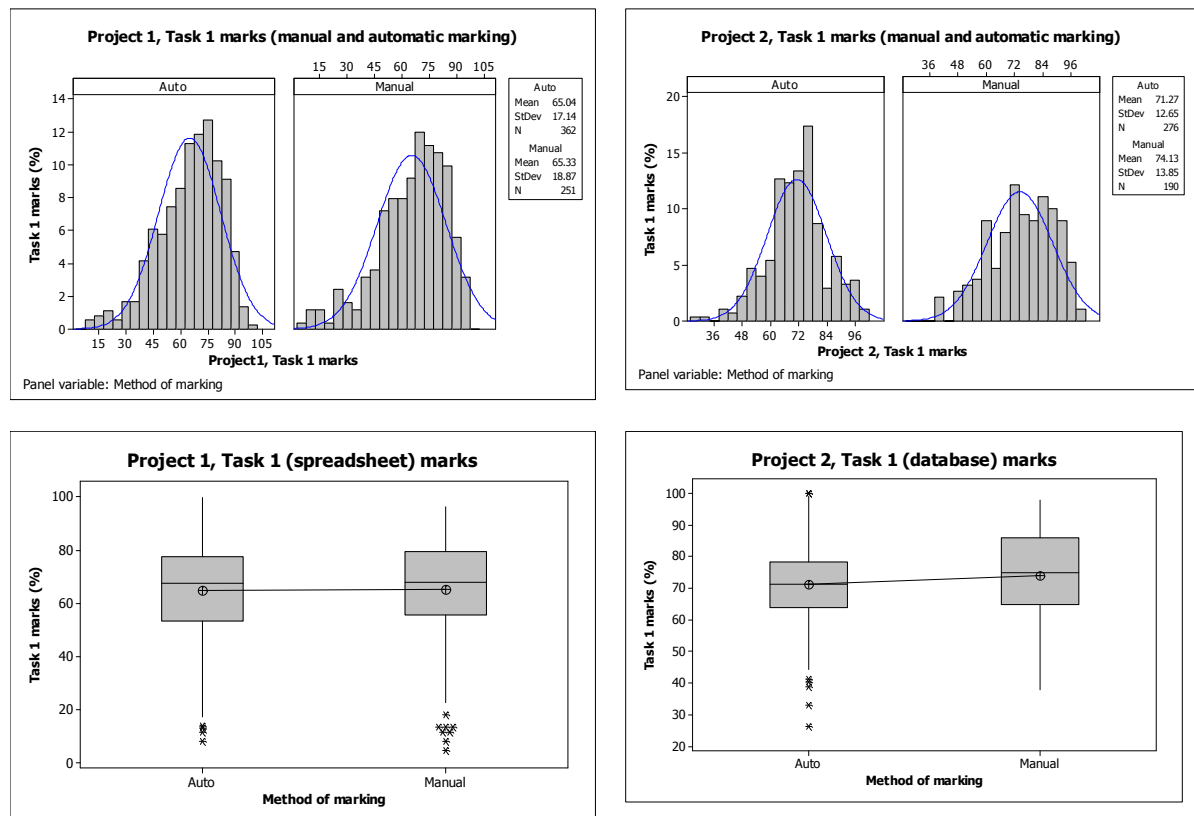 Project 1, Task 1 marks (manual and automatic marking)
15 30 45 60 75 90 105
Auto Manual
14
12
10
8
6
4
2
0
Task 1 marks (%)
15 30 45 60 75 90 105
Project1, Task 1 marks
Panel variable: Method of marking
Auto
Mean 65.04
StDev 17.14
N 362
Manual
Mean 65.33
StDev 18.87
N 251
Project 2, Task 1 marks (manual and automatic marking)
36 48 60 72 84 96
Auto Manual
20
15
10
5
0
Task 1 marks (%)
36 48 60 72 84 96
Project 2, Task 1 marks
Panel variable: Method of marking
Auto
Mean 71.27
StDev 12.65
N 276
Manual
Mean 74.13
StDev 13.85
N 190
Project 1, Task 1 (spreadsheet) marks
100
80
60
40
20
0
Task 1 marks (%)
Auto Manual
Method of marking
Project 2, Task 1 (database) marks
100
90
80
70
60
50
40
30
20
Task 1 marks (%)
Auto Manual
Method of marking